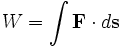 W = ∫ F · ds